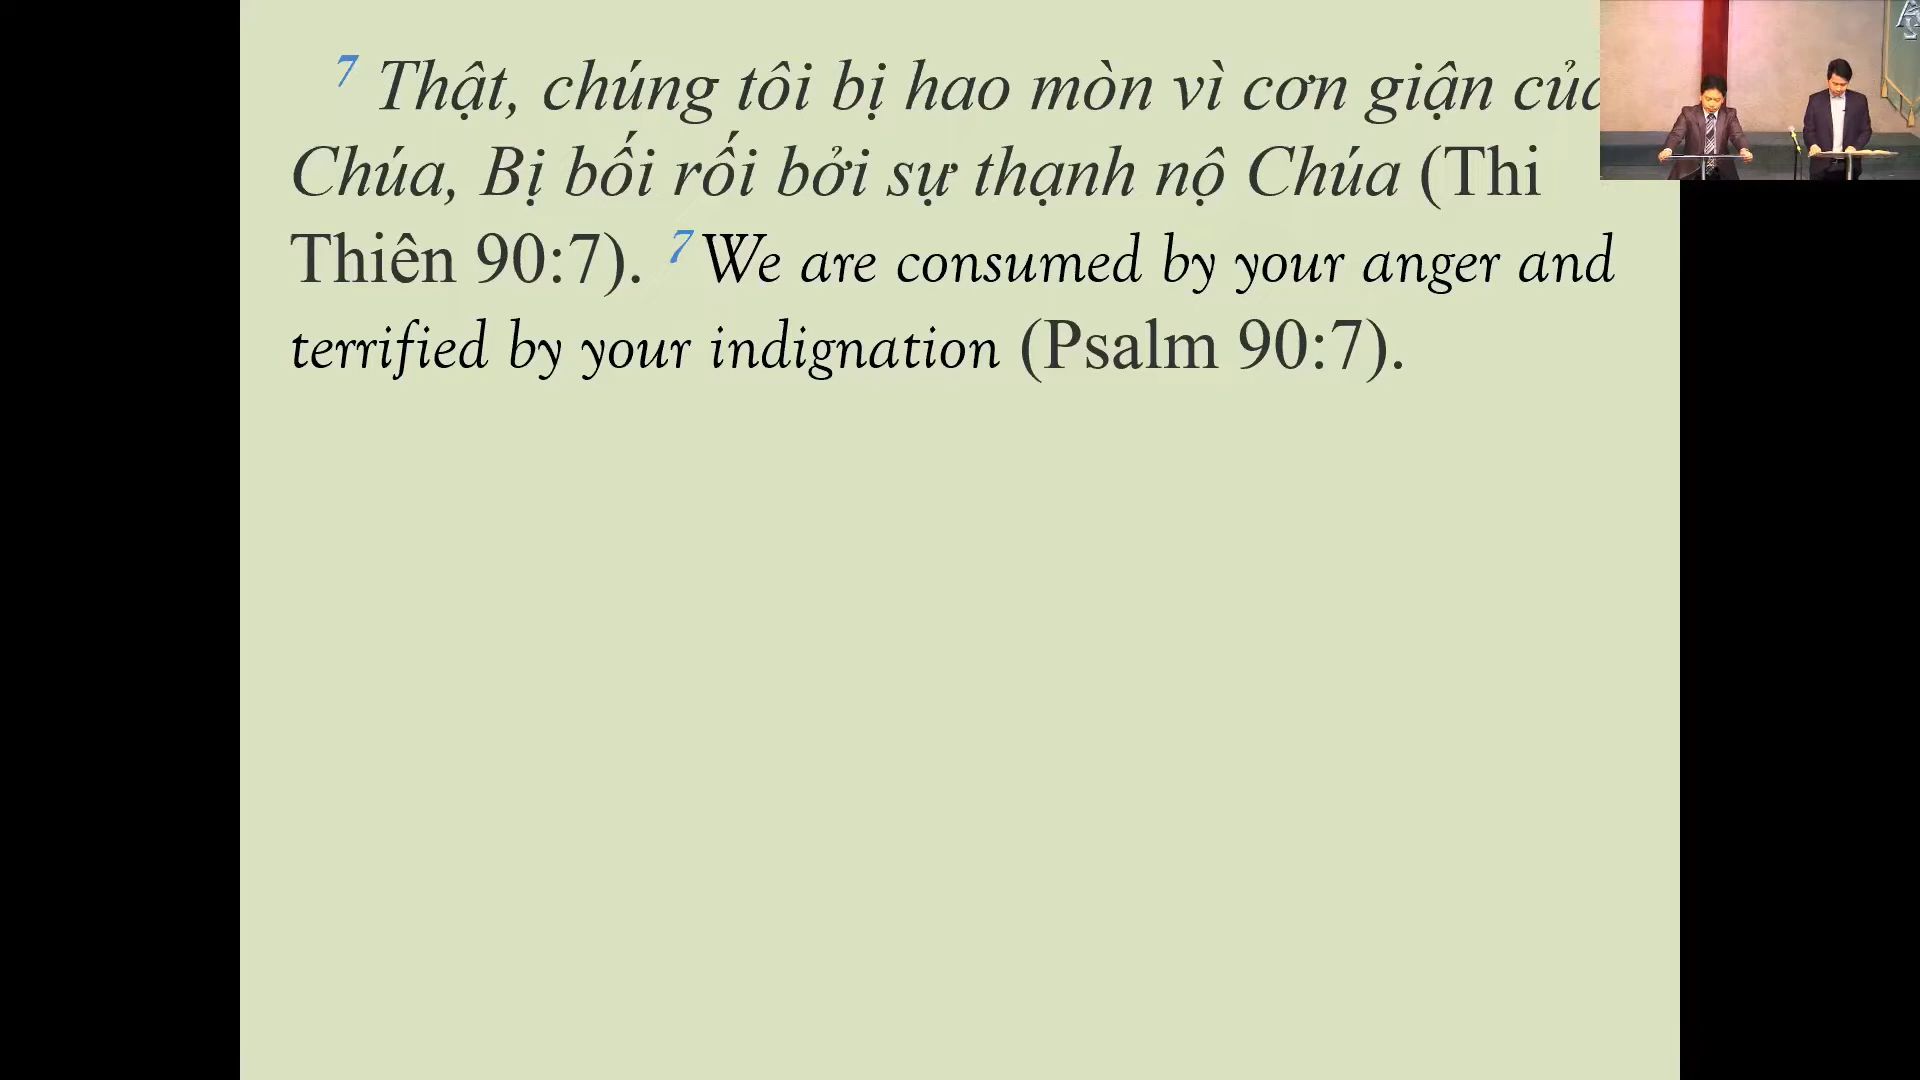 7 Thật, chúng tôi bị hao mòn vì cơn giận của
Chúa, Bị bối rối bởi sự thạnh nộ Chúa (Thi
Thiên 90:7). 7 We are consumed by your anger and
terrified by your indignation (Psalm 90:7).